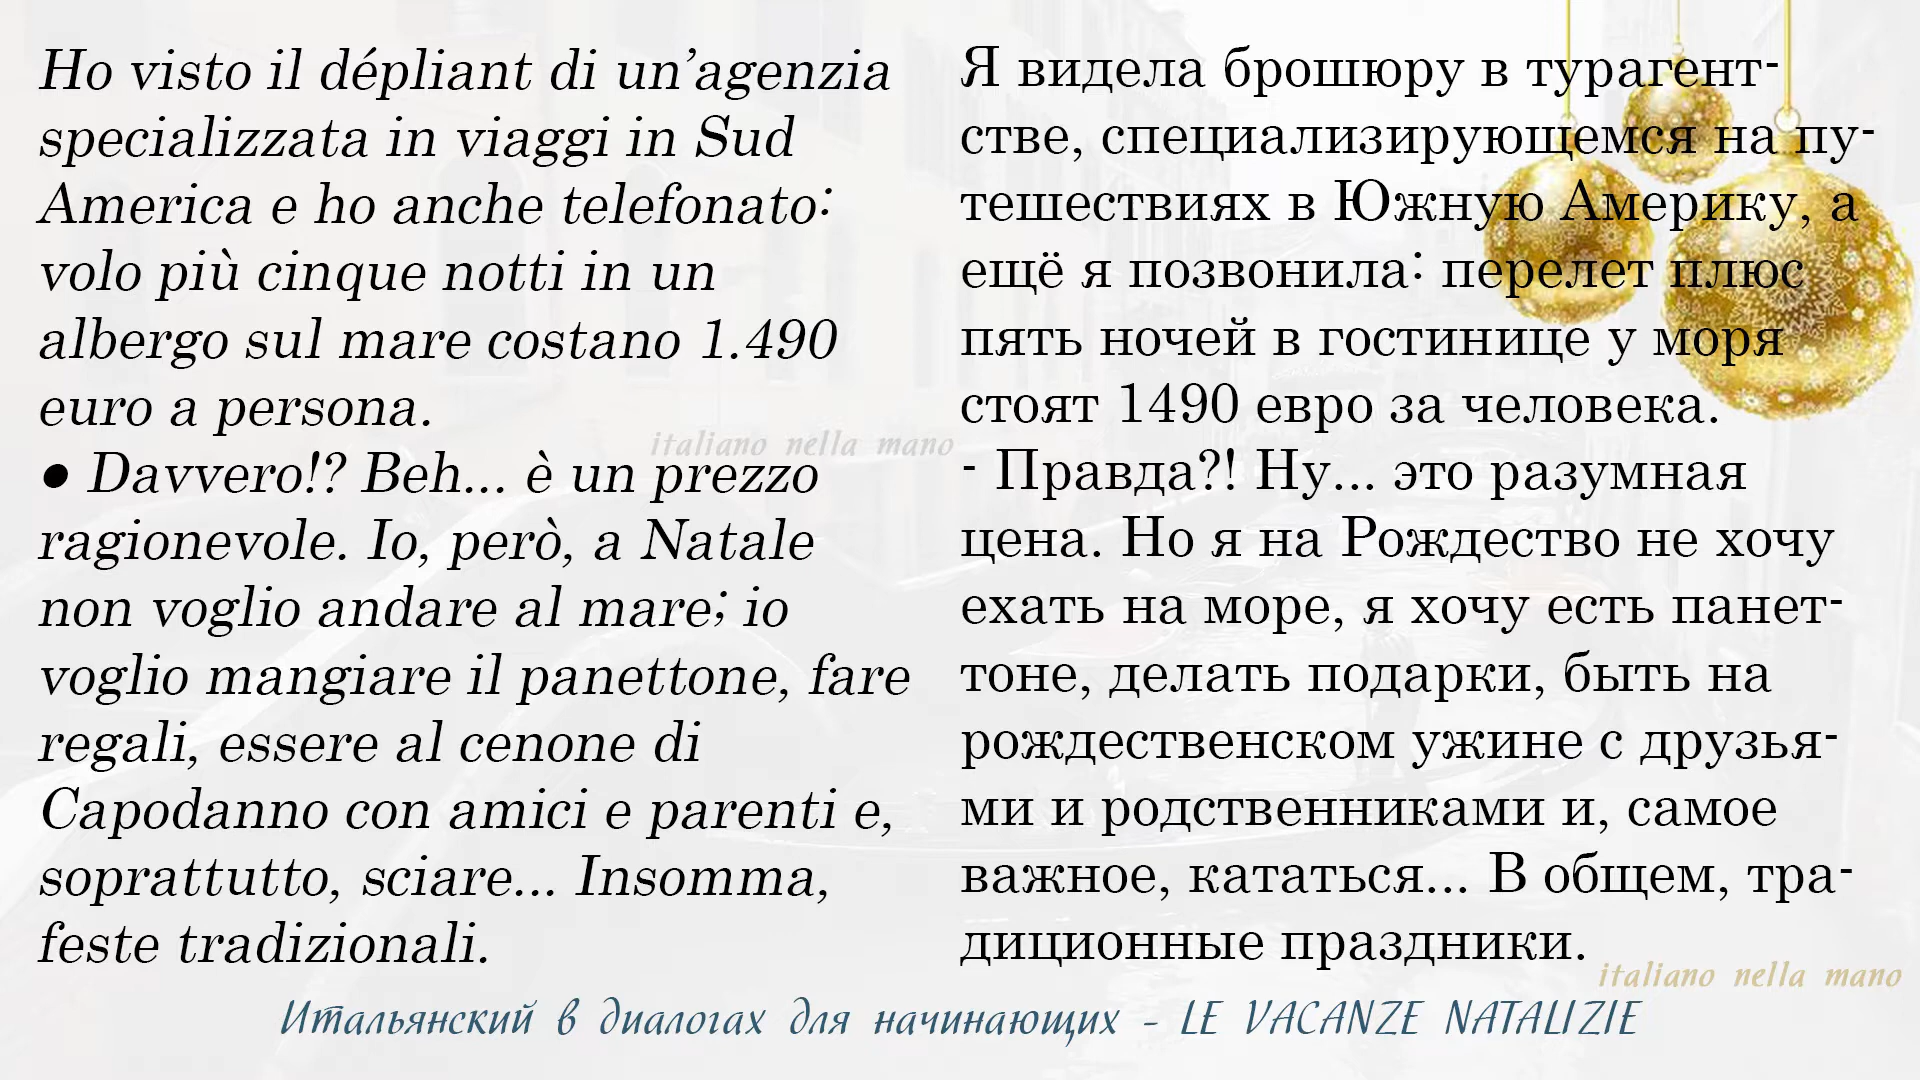 Ho visto il dépliant di un’agenzia
specializzata in viaggi in Sud
America e ho anche telefonato:
volo più cinque notti in un
albergo sul mare costano 1.490
euro a persona.
● Davvero!? Beh... è un prezzo
ragionevole. Io, però, a Natale
non voglio andare al mare; io
voglio mangiare il panettone, fare
regali, essere al cenone di
Capodanno con amici e parenti e,
soprattutto, sciare... Insomma,
feste tradizionali.
Я видела брошюру в турагент-
стве, специализирующемся на пу-
тешествиях в Южную Америку, а
ещё я позвонила: перелет плюс
пять ночей в гостинице у моря
стоят 1490 евро за человека.
- Правда?! Ну... это разумная
цена. Но я на Рождество не хочу
ехать на море, я хочу есть панет-
тоне, делать подарки, быть на
рождественском ужине с друзья-
ми и родственниками и, самое
важное, кататься... В общем, тра-
диционные праздники.
italiano nella mano
italiano nella mano
Итальянский в диалогах для начинающих - LE VACANZE NATALIZIE